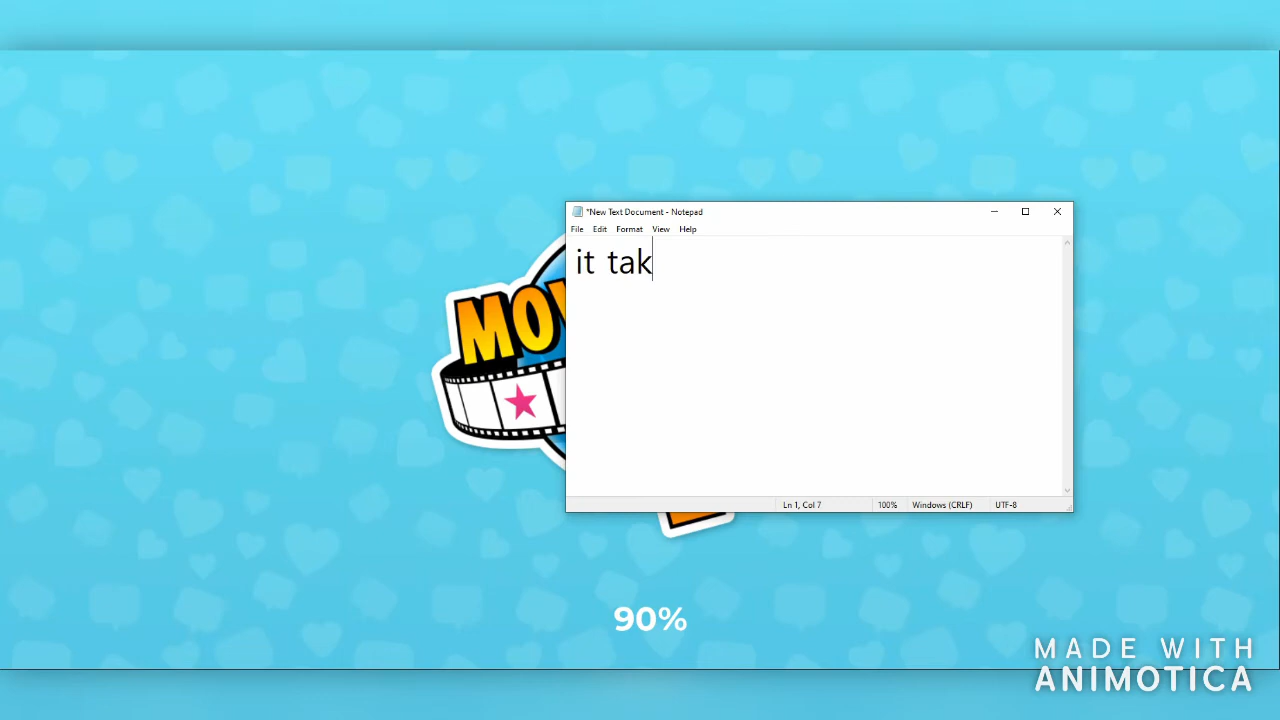 *New Text Document - Notepad
File Edit Format View Help
it tak
Ln 1, Col 7 100% Windows (CRLF) UTF-8
90%
MADE WITH
ANIMOTICA